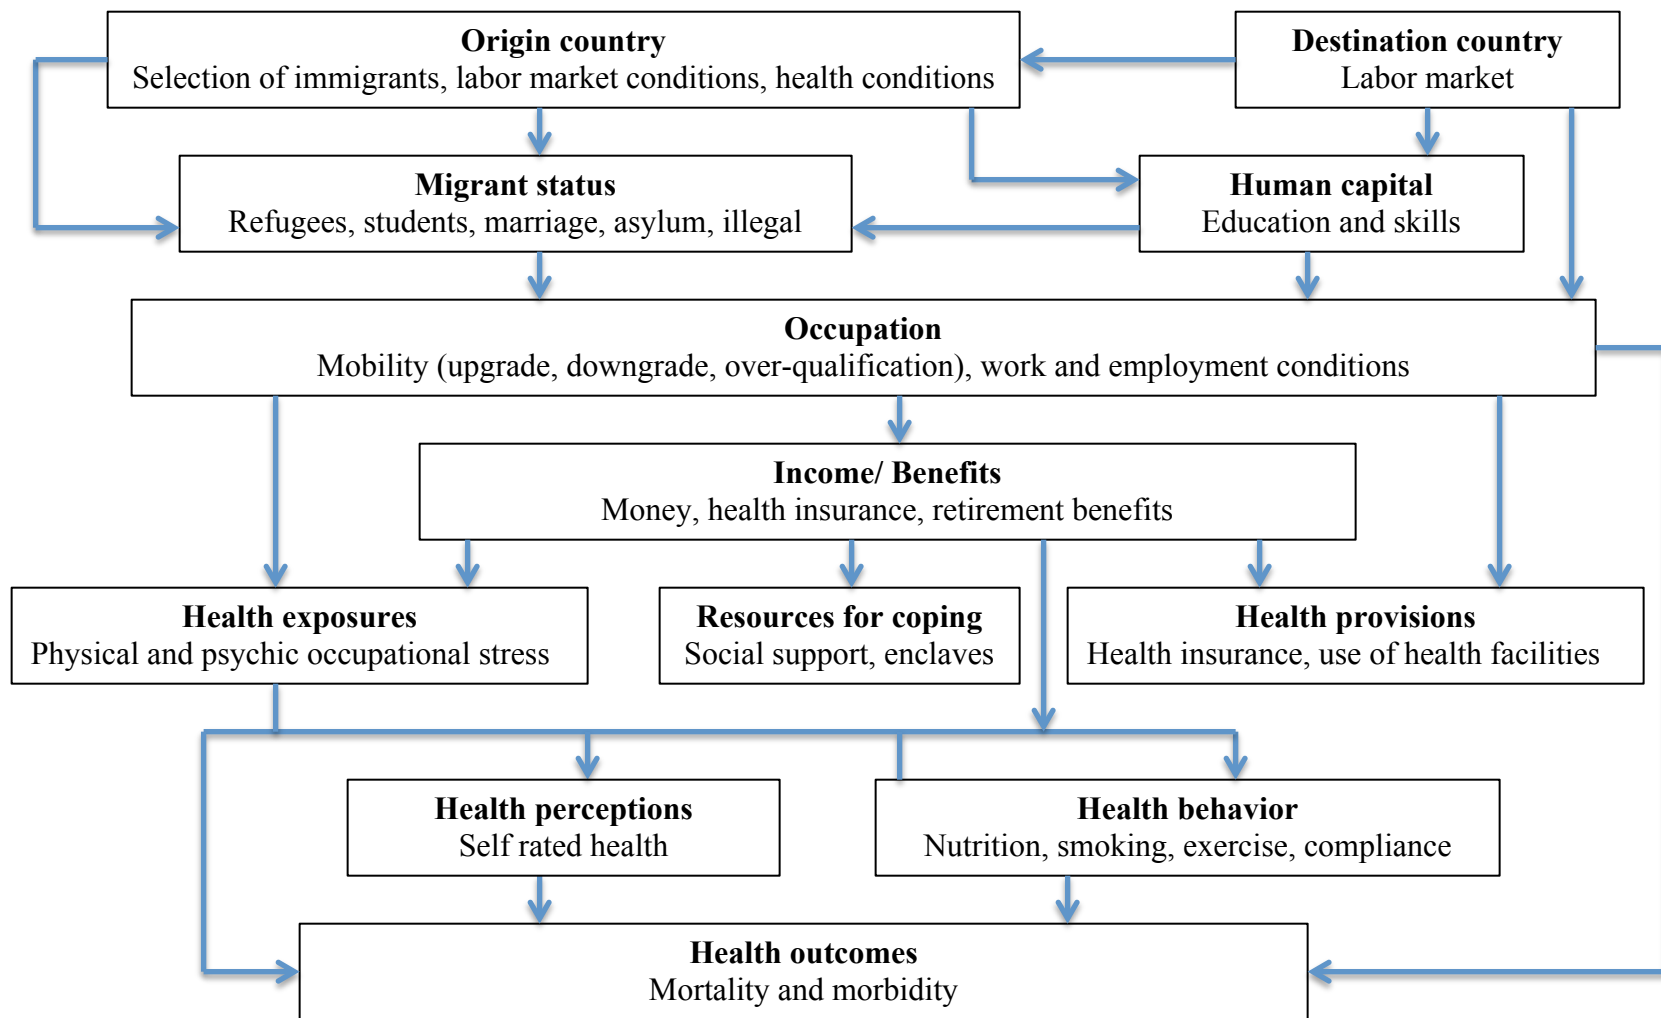 Origin country
Selection of immigrants, labor market conditions, health conditions
Destination country
Labor market
Migrant status
Refugees, students, marriage, asylum, illegal
Human capital
Education and skills
Occupation
Mobility (upgrade, downgrade, over-qualification), work and employment conditions
Income/ Benefits
Money, health insurance, retirement benefits
Health exposures
Physical and psychic occupational stress
Resources for coping
Social support, enclaves
Health provisions
Health insurance, use of health facilities
Health perceptions
Self rated health
Health behavior
Nutrition, smoking, exercise, compliance
Health outcomes
Mortality and morbidity